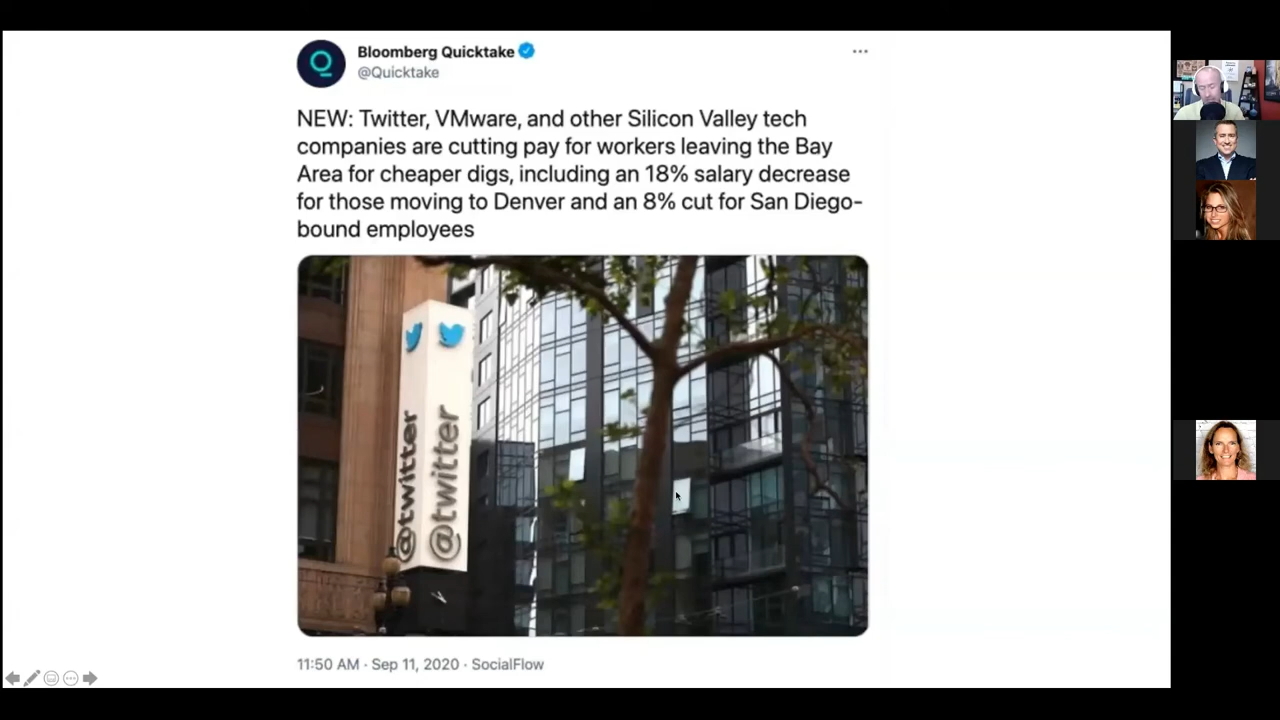 Bloomberg Quicktake
@Quicktake
NEW: Twitter, VMware, and other Silicon Valley tech
companies are cutting pay for workers leaving the Bay
Area for cheaper digs, including an 18% salary decrease
for those moving to Denver and an 8% cut for San Diego-
bound employees
@twitter
@twitter
11:50 AM · Sep 11, 2020 · SocialFlow